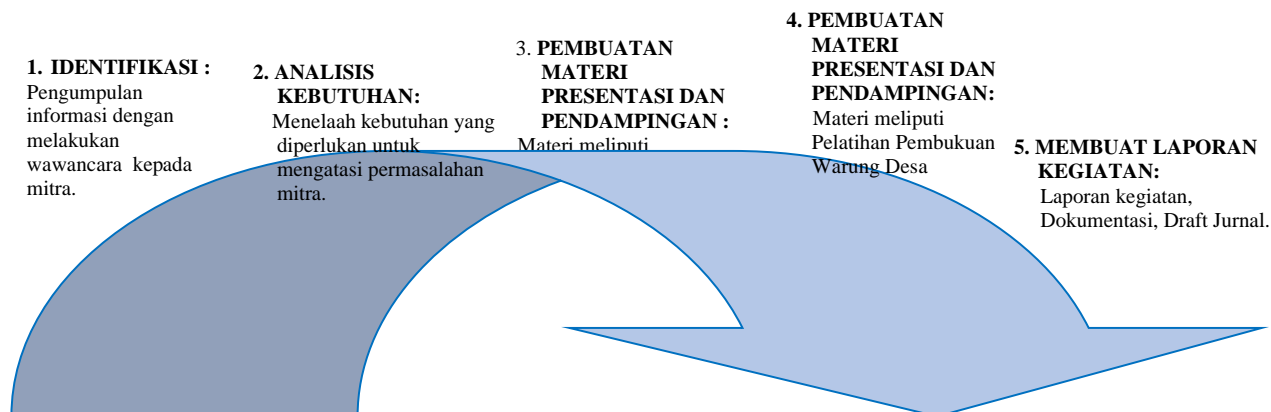 1. IDENTIFIKASI :
Pengumpulan
informasi dengan
melakukan
wawancara kepada
mitra.
2. ANALISIS
KEBUTUHAN:
Menelaah kebutuhan yang
diperlukan untuk
mengatasi permasalahan
mitra.
3. PEMBUATAN
MATERI
PRESENTASI DAN
PENDAMPINGAN :
Materi meliputi
4. PEMBUATAN
MATERI
PRESENTASI DAN
PENDAMPINGAN:
Materi meliputi
Pelatihan Pembukuan
Warung Desa
5. MEMBUAT LAPORAN
KEGIATAN:
Laporan kegiatan,
Dokumentasi, Draft Jurnal.